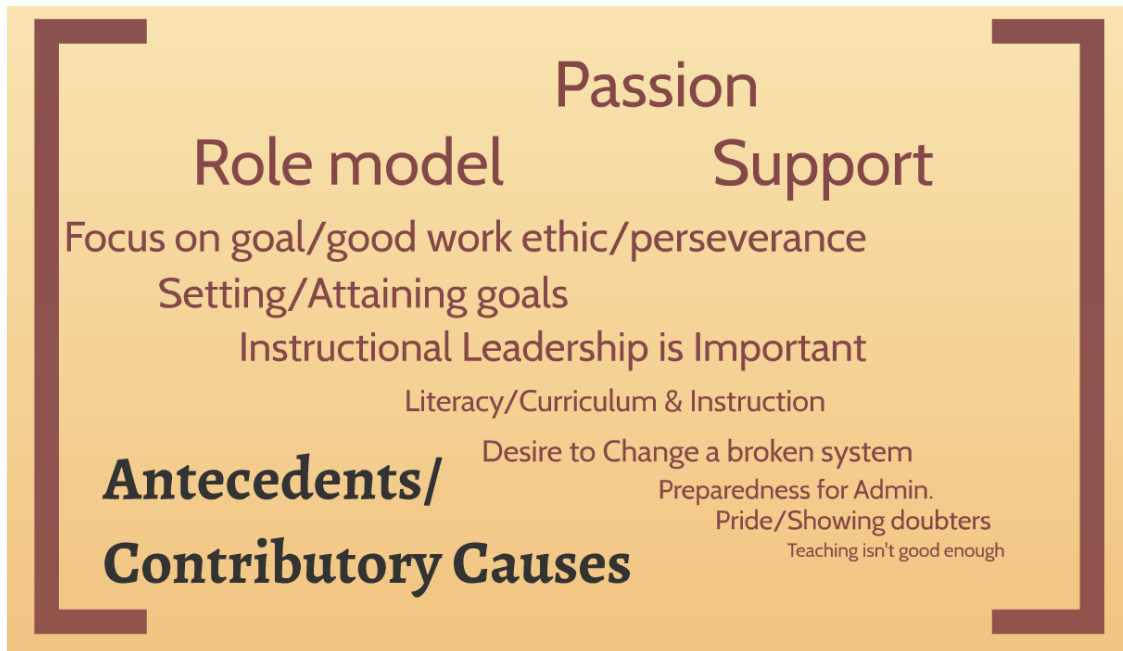 Passion
Role model
Support
Focus on goal/good work ethic/perseverance
Setting/Attaining goals
Instructional Leadership is Important
Literacy/Curriculum & Instruction
Desire to Change a broken system
Preparedness for Admin.
Pride/Showing doubters
Teaching isn't good enough
Antecedents/
Contributory Causes